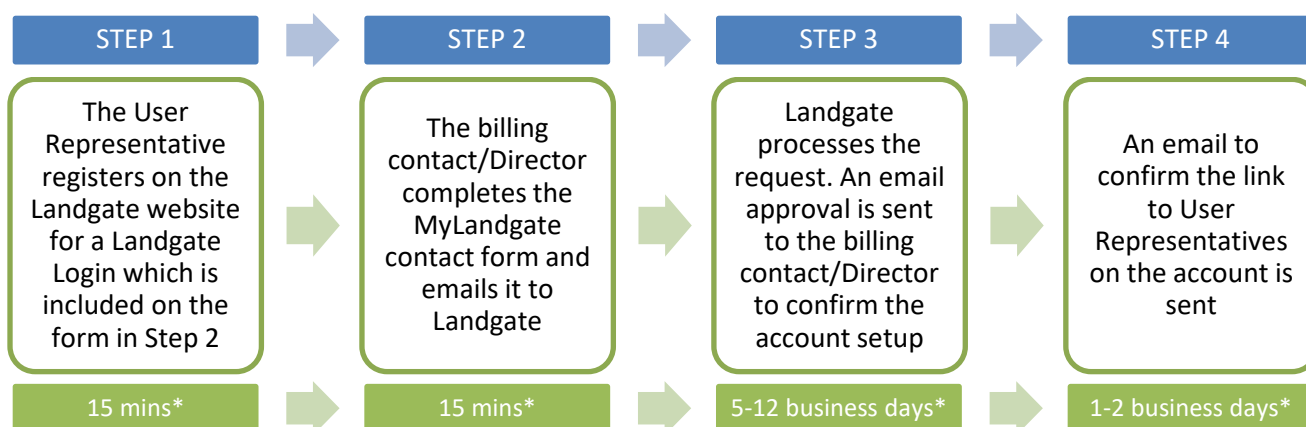 STEP 1
The User
Representative
registers on the
Landgate website
for a Landgate
Login which is
included on the
form in Step 2
15 mins*
STEP 2
The billing
contact/Director
completes the
MyLandgate
contact form and
emails it to
Landgate
15 mins*
STEP 3
Landgate
processes the
request. An email
approval is sent
to the billing
contact/Director
to confirm the
account setup
5-12 business days*
STEP 4
An email to
confirm the link
to User
Representatives
on the account is
sent
1-2 business days*